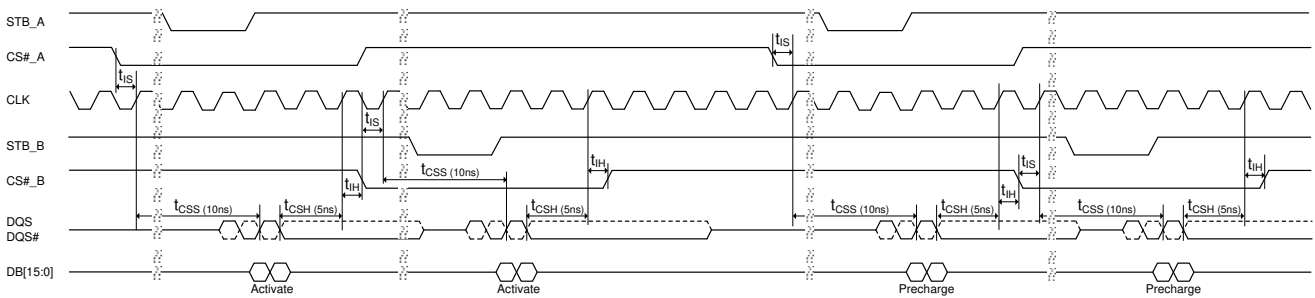 STB_A
CS#_A
tIS
tIS
CLK
tIS
STB_B
CS#_B
tIH
tCSS (10ns)
tIH
tIH
tIS
tIH
DQS
DQS#
tCSS (10ns)
tCSH (5ns)
tCSH (5ns)
tCSS (10ns)
tCSH (5ns)
tCSS (10ns)
tCSH (5ns)
DB[15:0]
Activate
Activate
Precharge
Precharge